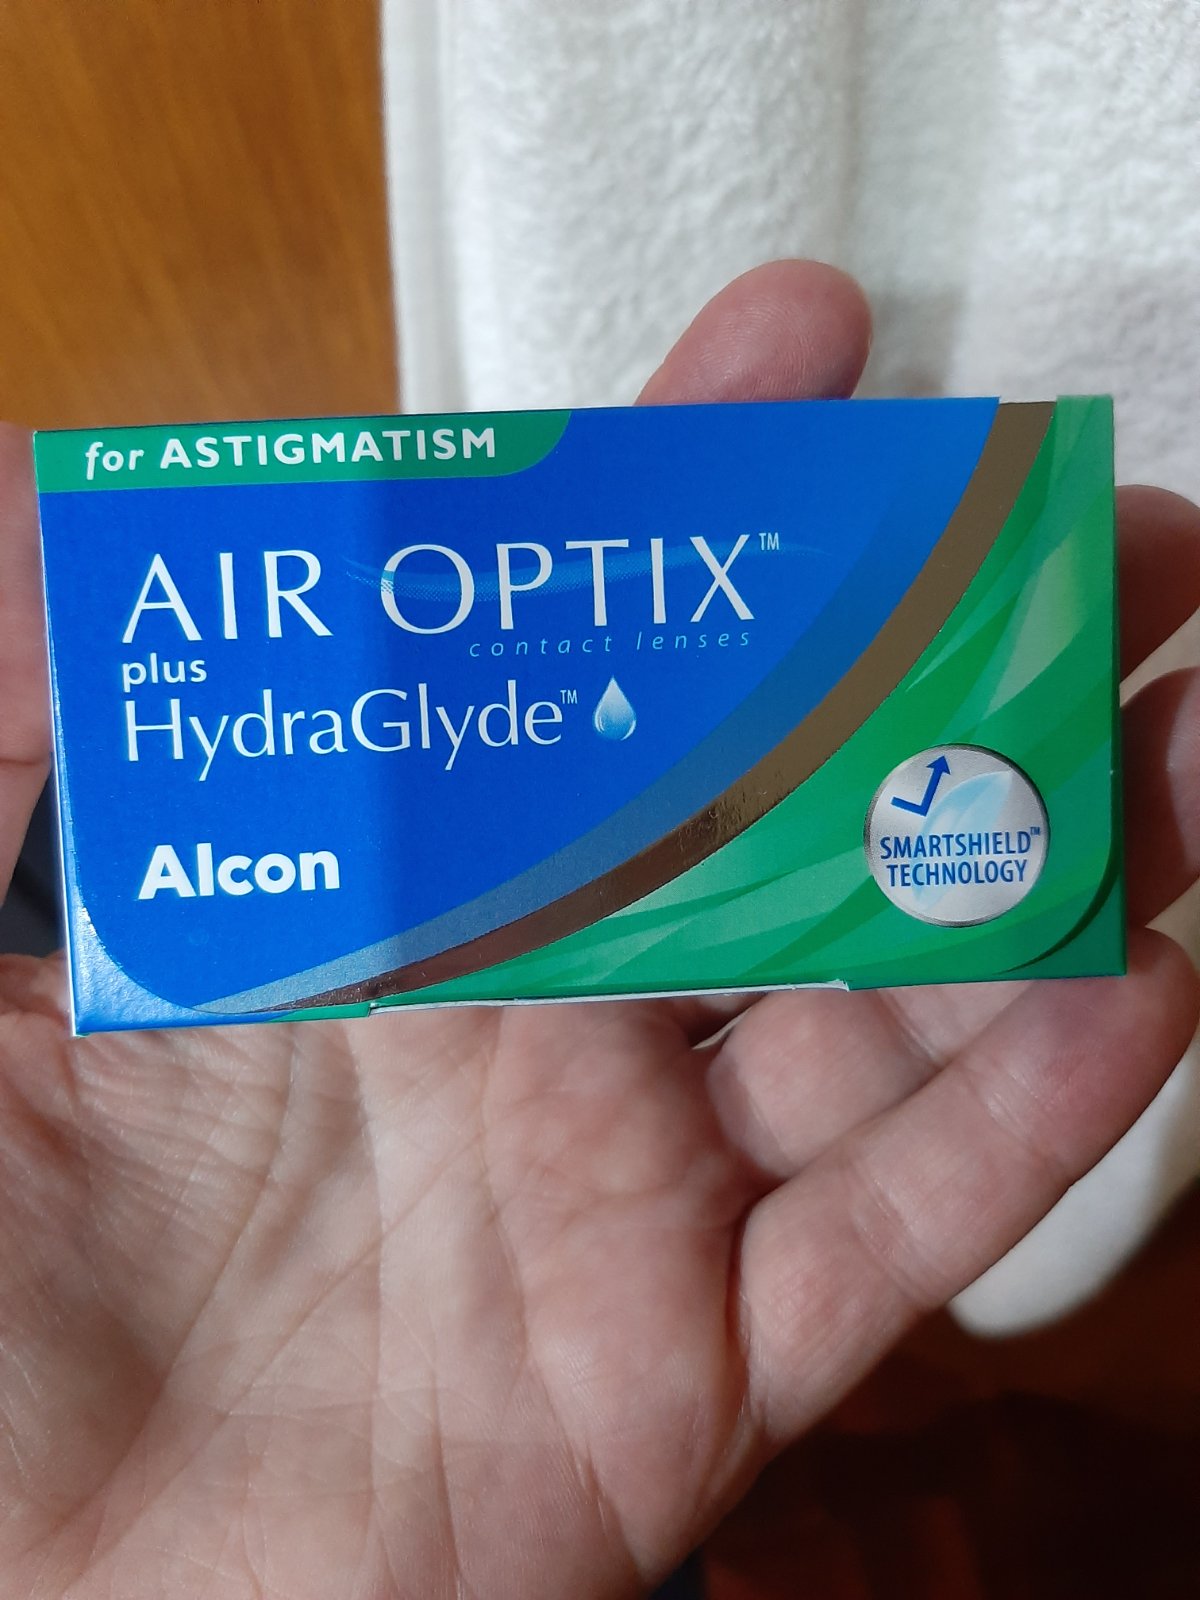 for ASTIGMATISM
AIR OPTIX™
contact lenses
plus
HydraGlyde™
Alcon
SMARTSHIELD™
TECHNOLOGY